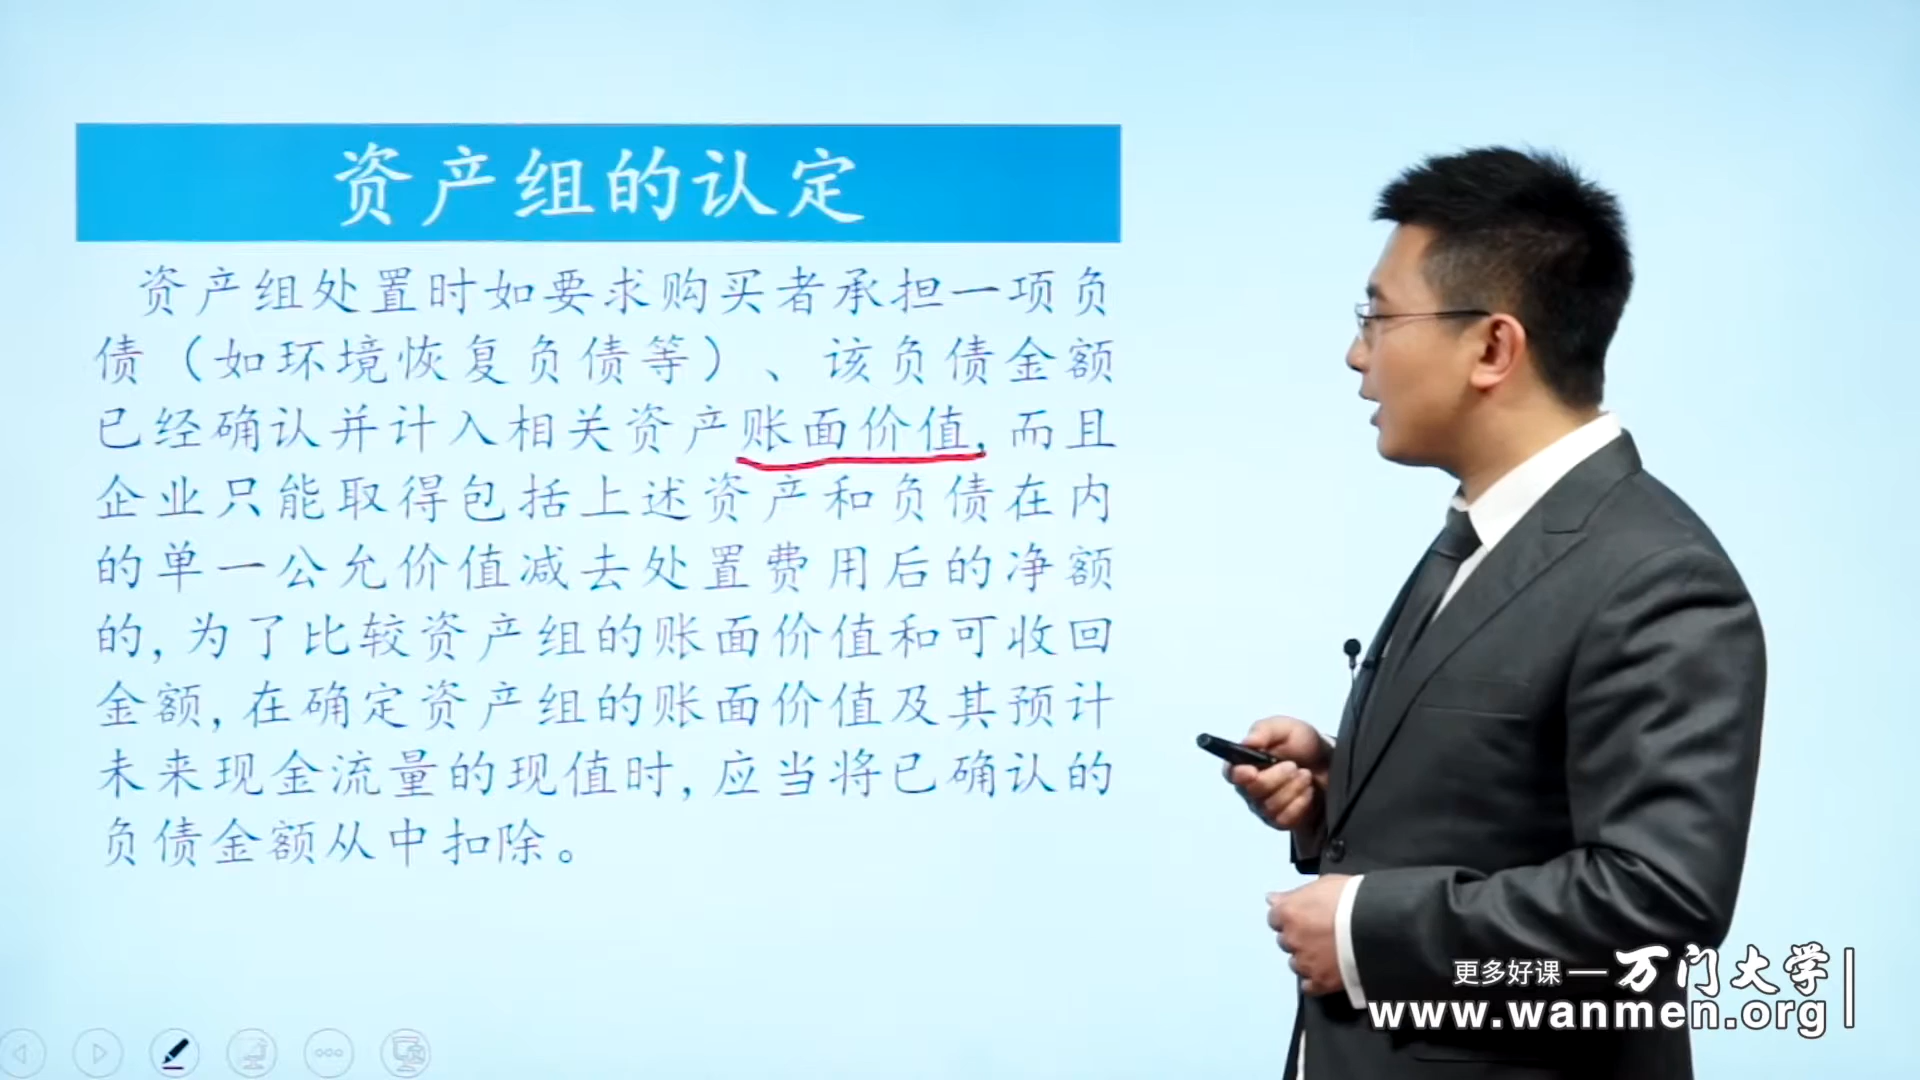 资产组的认定
资产组处置时如要求购买者承担一项负
债（如环境恢复负债等）、该负债金额
已经确认并计入相关资产账面价值,而且
企业只能取得包括上述资产和负债在内
的单一公允价值减去处置费用后的净额
的,为了比较资产组的账面价值和可收回
金额,在确定资产组的账面价值及其预计
未来现金流量的现值时,应当将已确认的
负债金额从中扣除。
更多好课 — 万门大学
www.wanmen.org